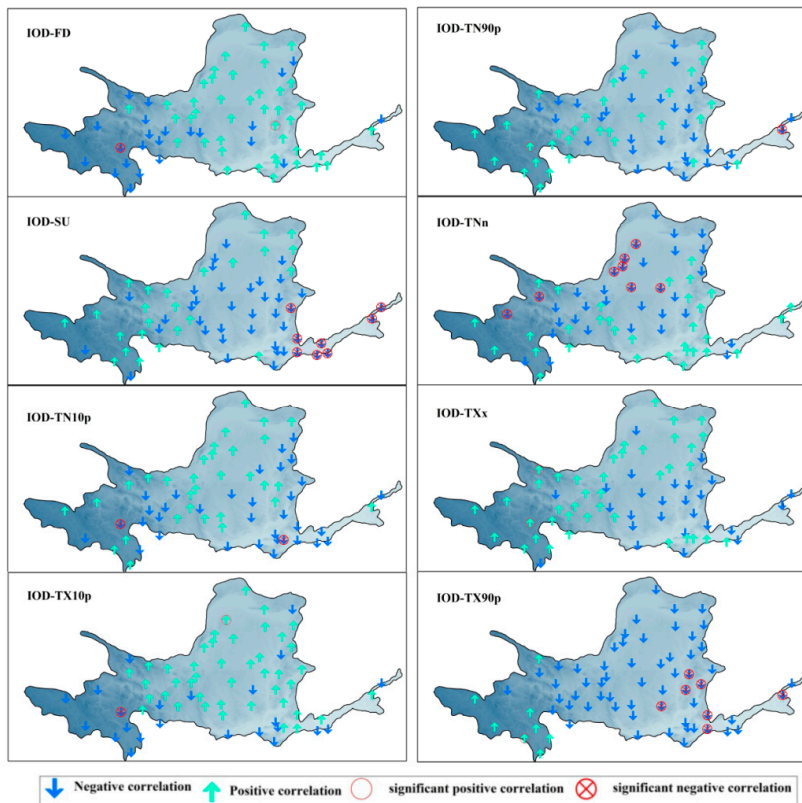 IOD-FD
IOD-TN90p
IOD-SU
IOD-TNn
IOD-TN10p
IOD-TXx
IOD-TX10p
IOD-TX90p
Negative correlation Positive correlation significant positive correlation significant negative correlation